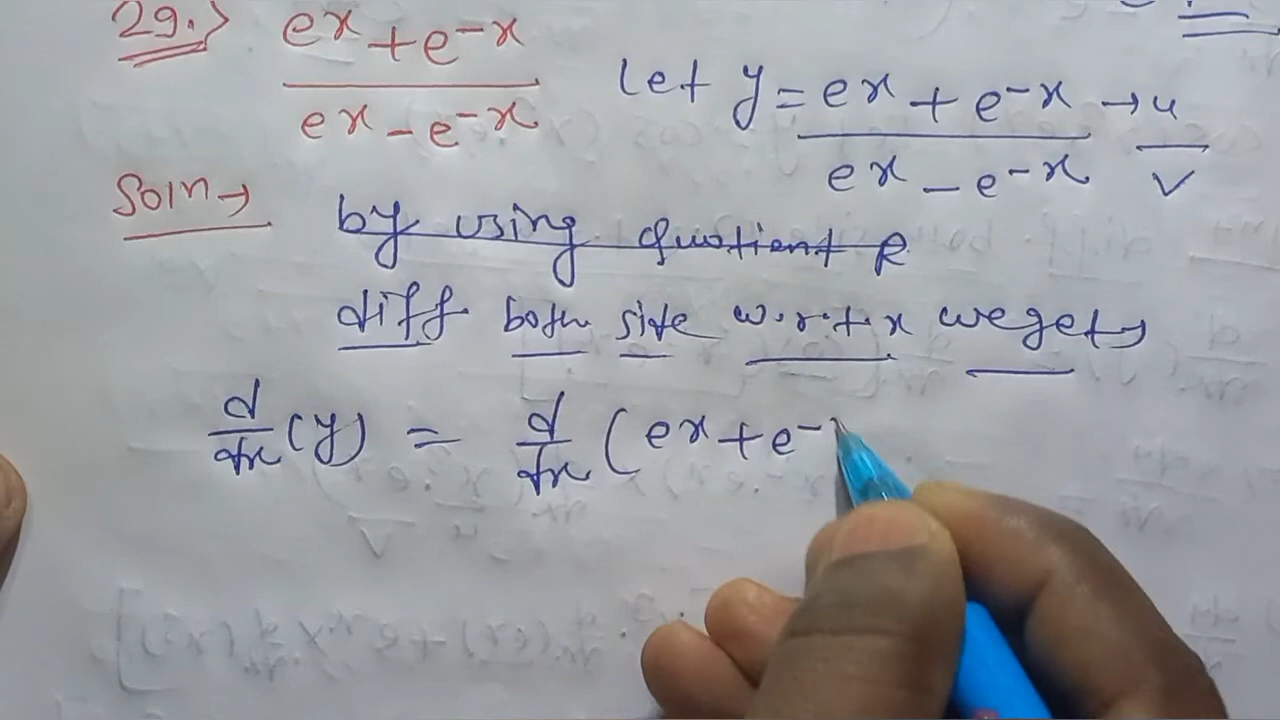 29.>
e^x + e^-x
e^x - e^-x
let y = e^x + e^-x → u
e^x - e^-x v
Soln →
by using quotient R
diff both side w.r.t x we get,
d/dx (y) = d/dx (e^x + e^-